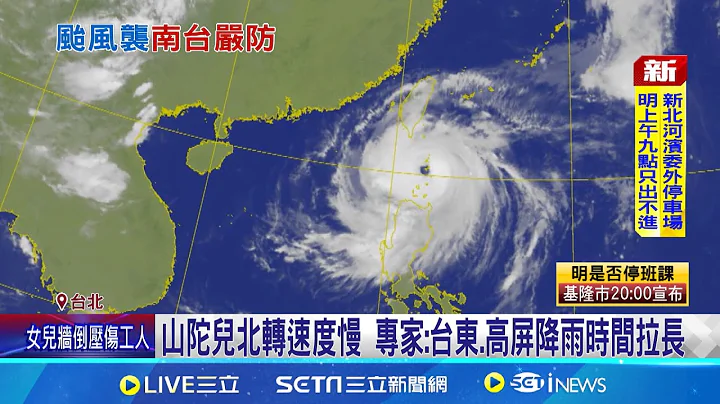 颱風襲南台嚴防
新
新北河濱委外停車場
明上午九點只出不進
明是否停班課
基隆市20:00宣布
台北
女兒牆倒壓傷工人
山陀兒北轉速度慢 專家:台東.高屏降雨時間拉長
LIVE三立 SETN三立新聞網 SETiNEWS